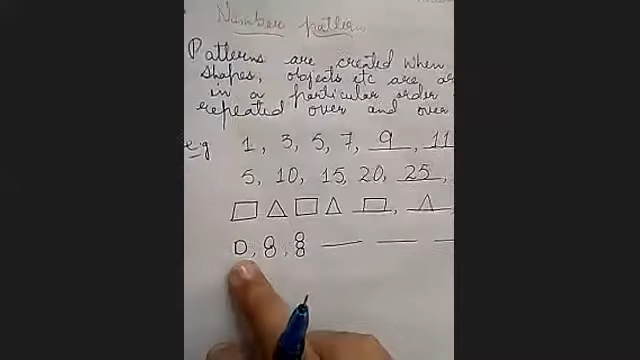 Number pattern
Patterns are created when
shapes, objects etc are, ar
in a particular order
repeated over and over
eg 1, 3, 5, 7, 9, 11
5, 10, 15, 20, 25,
0, 8, 8